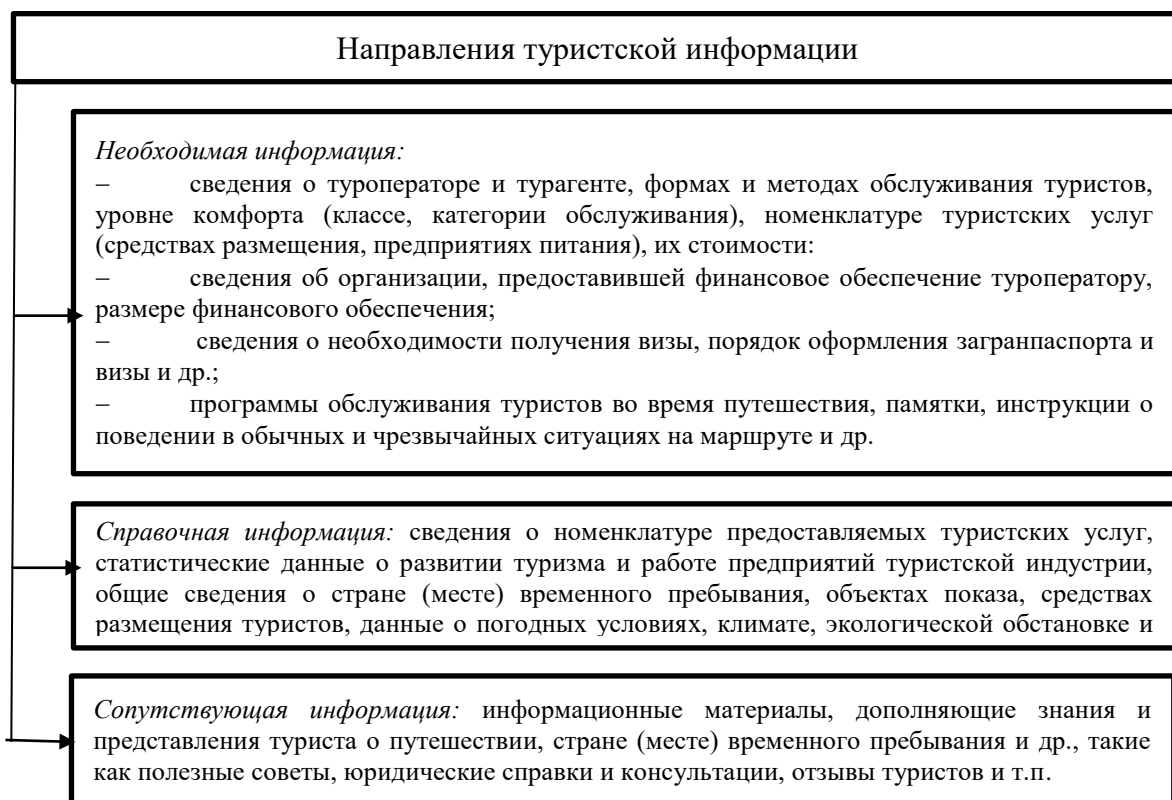 Направления туристской информации
Необходимая информация:
– сведения о туроператоре и турагенте, формах и методах обслуживания туристов,
уровне комфорта (классе, категории обслуживания), номенклатуре туристских услуг
(средствах размещения, предприятиях питания), их стоимости:
– сведения об организации, предоставившей финансовое обеспечение туроператору,
размере финансового обеспечения;
– сведения о необходимости получения визы, порядок оформления загранпаспорта и
визы и др.;
– программы обслуживания туристов во время путешествия, памятки, инструкции о
поведении в обычных и чрезвычайных ситуациях на маршруте и др.
Справочная информация: сведения о номенклатуре предоставляемых туристских услуг,
статистические данные о развитии туризма и работе предприятий туристской индустрии,
общие сведения о стране (месте) временного пребывания, объектах показа, средствах
размещения туристов, данные о погодных условиях, климате, экологической обстановке и
Сопутствующая информация: информационные материалы, дополняющие знания и
представления туриста о путешествии, стране (месте) временного пребывания и др., такие
как полезные советы, юридические справки и консультации, отзывы туристов и т.п.